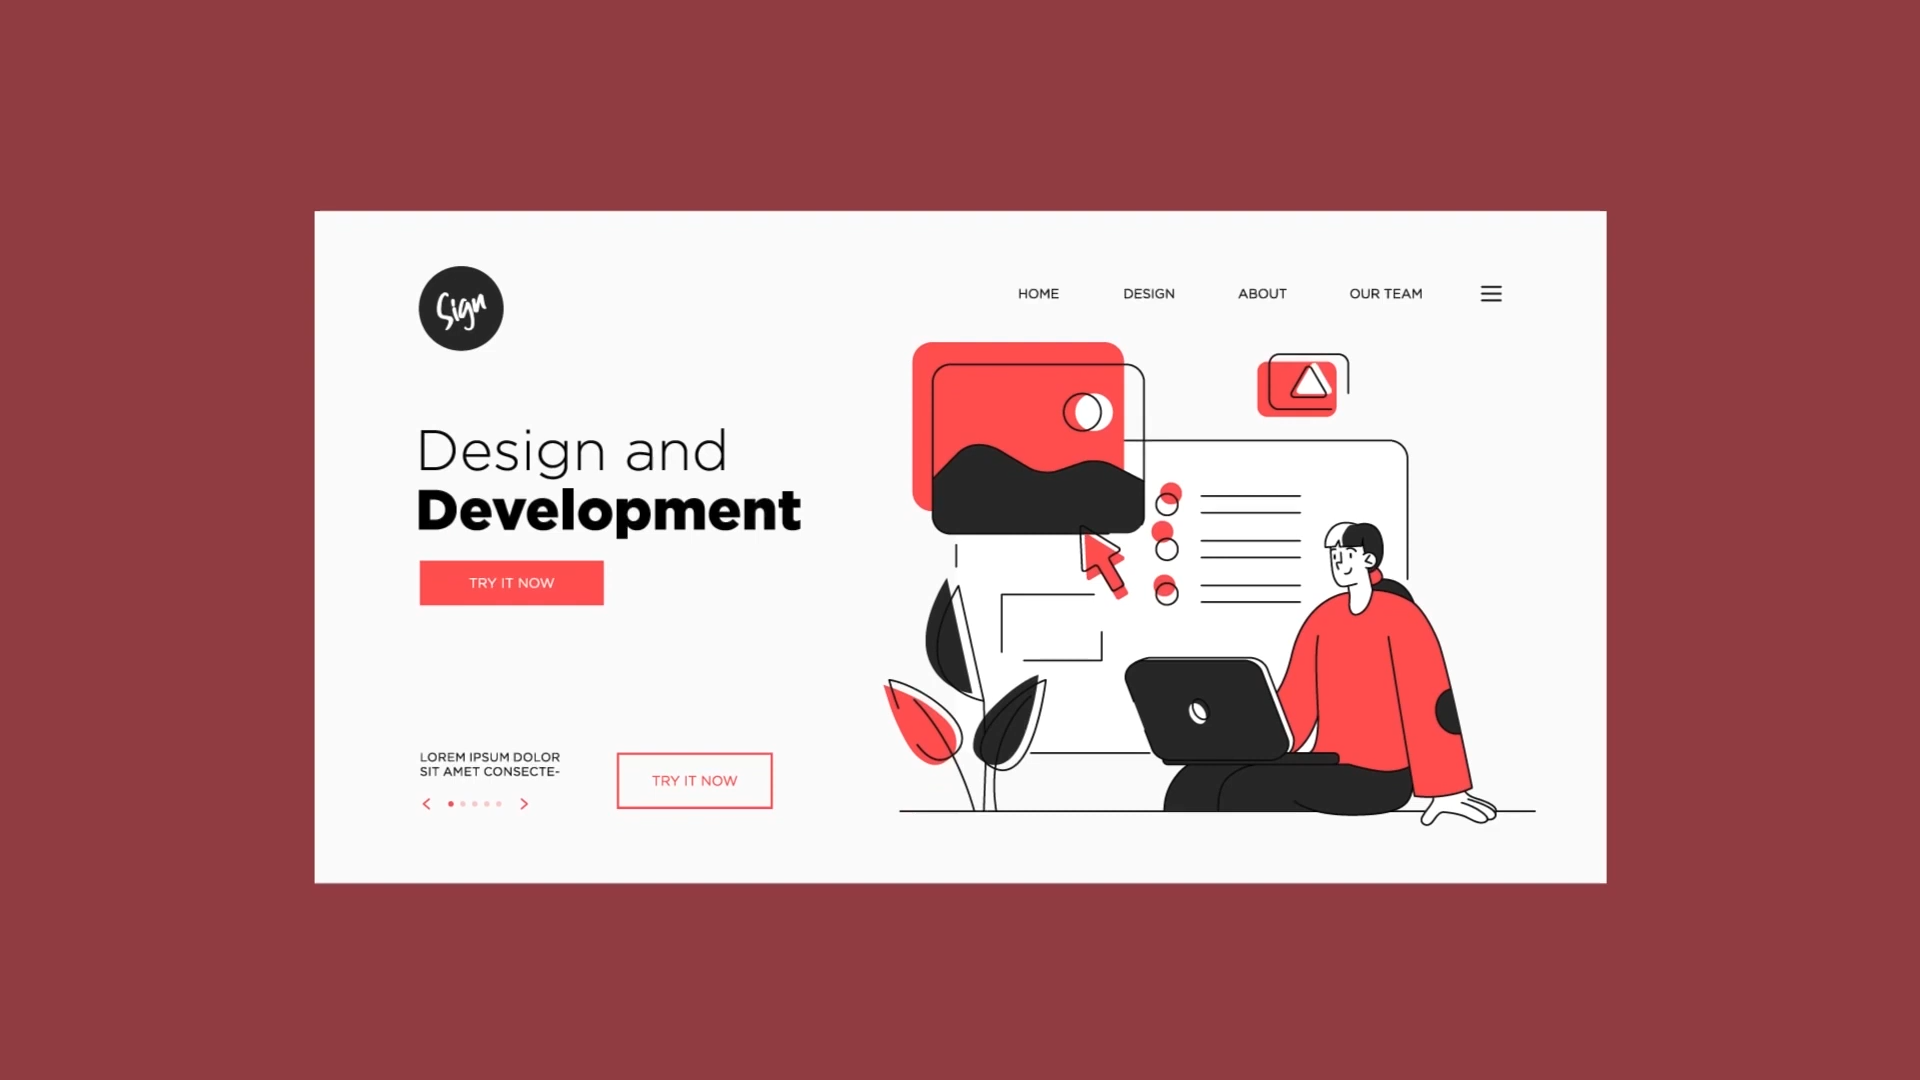 Sign
HOME DESIGN ABOUT OUR TEAM
Design and
Development
TRY IT NOW
LOREM IPSUM DOLOR
SIT AMET CONSECTE-
TRY IT NOW